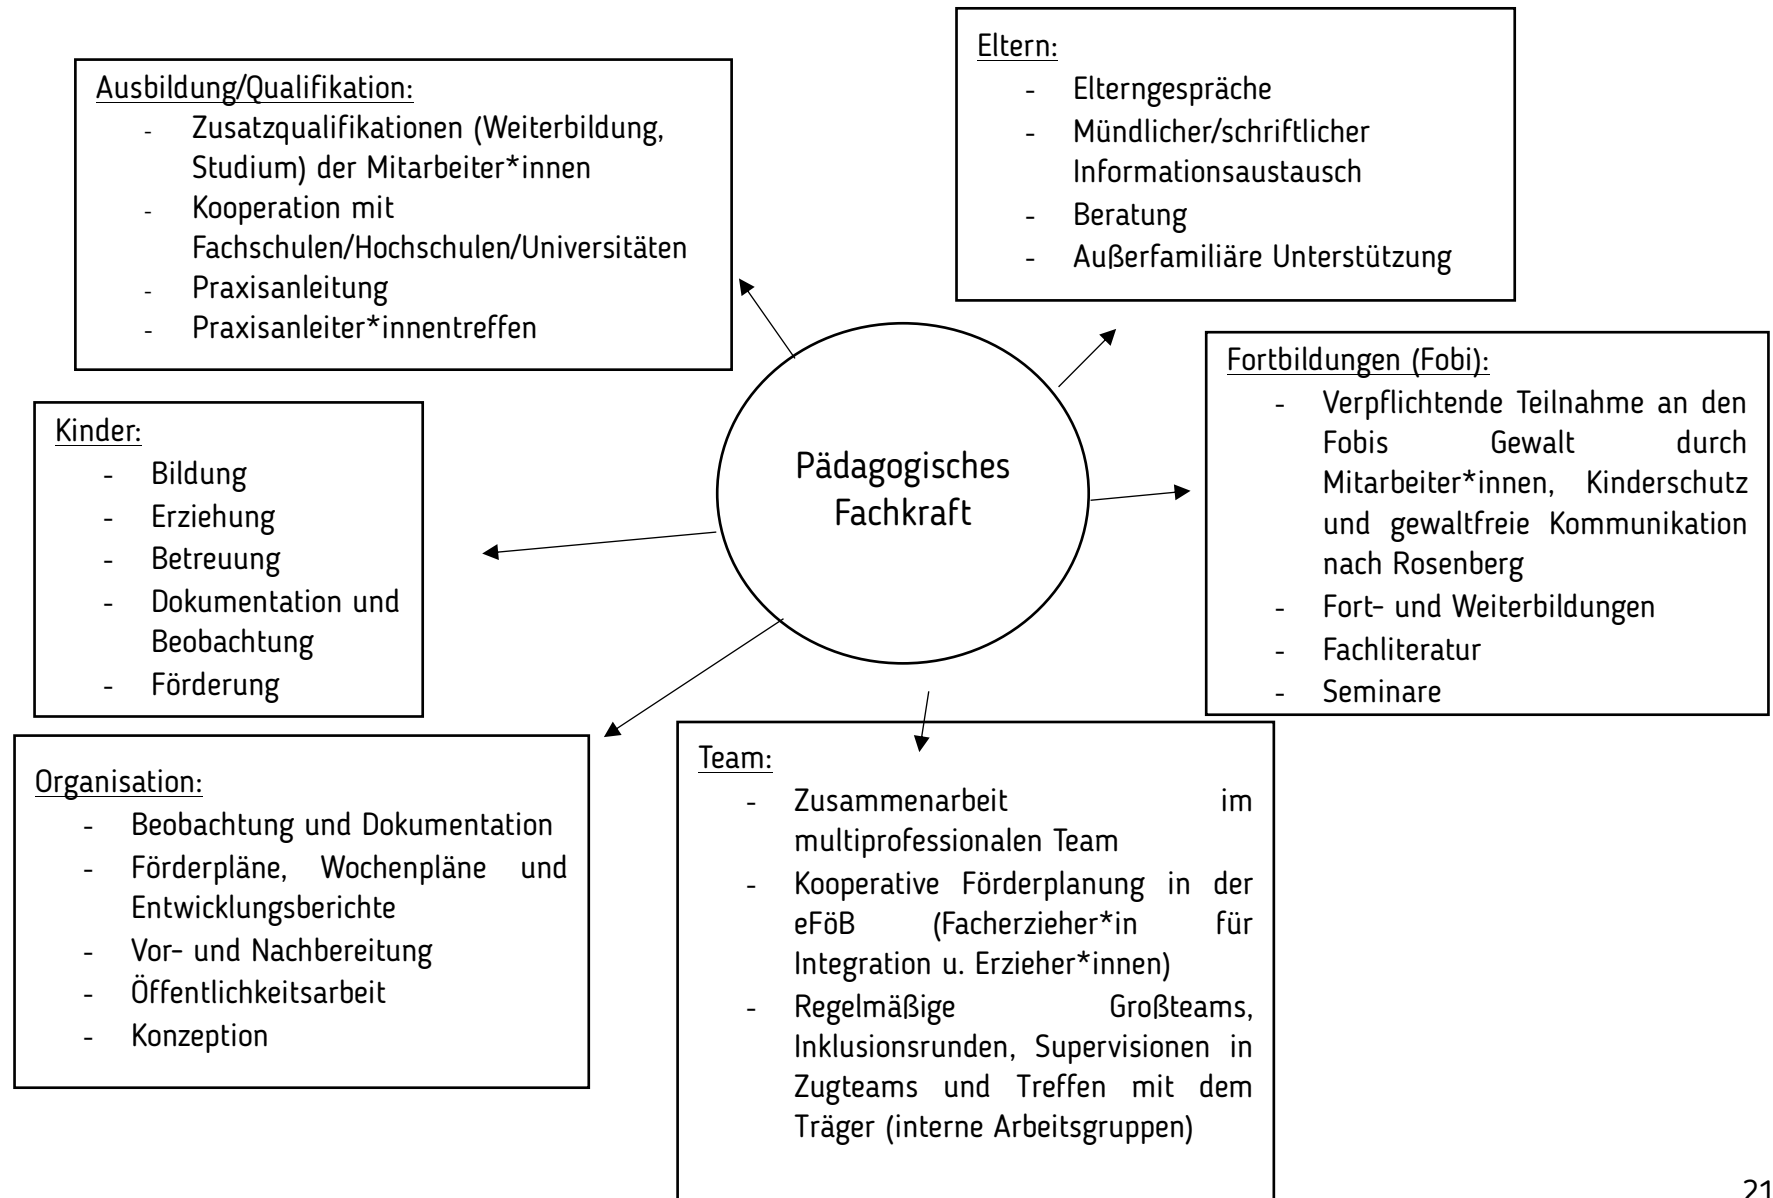 Ausbildung/Qualifikation:
- Zusatzqualifikationen (Weiterbildung,
Studium) der Mitarbeiter*innen
- Kooperation mit
Fachschulen/Hochschulen/Universitäten
- Praxisanleitung
- Praxisanleiter*innentreffen
Eltern:
- Elterngespräche
- Mündlicher/schriftlicher
Informationsaustausch
- Beratung
- Außerfamiliäre Unterstützung
Kinder:
- Bildung
- Erziehung
- Betreuung
- Dokumentation und
Beobachtung
- Förderung
Pädagogisches
Fachkraft
Fortbildungen (Fobi):
- Verpflichtende Teilnahme an den
Fobis Gewalt durch
Mitarbeiter*innen, Kinderschutz
und gewaltfreie Kommunikation
nach Rosenberg
- Fort- und Weiterbildungen
- Fachliteratur
- Seminare
Organisation:
- Beobachtung und Dokumentation
- Förderpläne, Wochenpläne und
Entwicklungsberichte
- Vor- und Nachbereitung
- Öffentlichkeitsarbeit
- Konzeption
Team:
- Zusammenarbeit im
multiprofessionalen Team
- Kooperative Förderplanung in der
eFöB (Facherzieher*in für
Integration u. Erzieher*innen)
- Regelmäßige Großteams,
Inklusionsrunden, Supervisionen in
Zugteams und Treffen mit dem
Träger (interne Arbeitsgruppen)
21